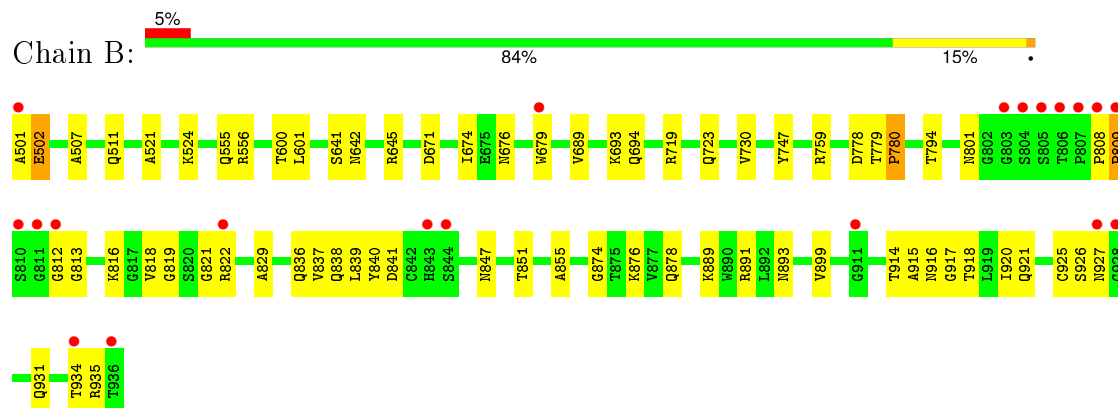 5%
Chain B:
84% 15% •
A501 E502 A507 Q511 A521 K524 Q555 R556 T600 L601 S641 N642 R645 D671 I674 E675 N676 W679 V689 K693 Q694 R719 Q723 V730 Y747 R759 D778 T779 P780 T794 N801 G802 G803 S804 S805 T806 P807 P808
S810 G811 G812 G813 K816 G817 V818 G819 S820 G821 R822 A829 Q836 V837 Q838 L839 Y840 D841 C842 H843 S844 N847 T851 A855 G874 T875 K876 V877 Q878 K889 W890 R891 L892 N893 V899 G911 T914 A915 N916 G917 T918 L919 I920 Q921 C925 S926 N927
Q931 T934 R935 T936